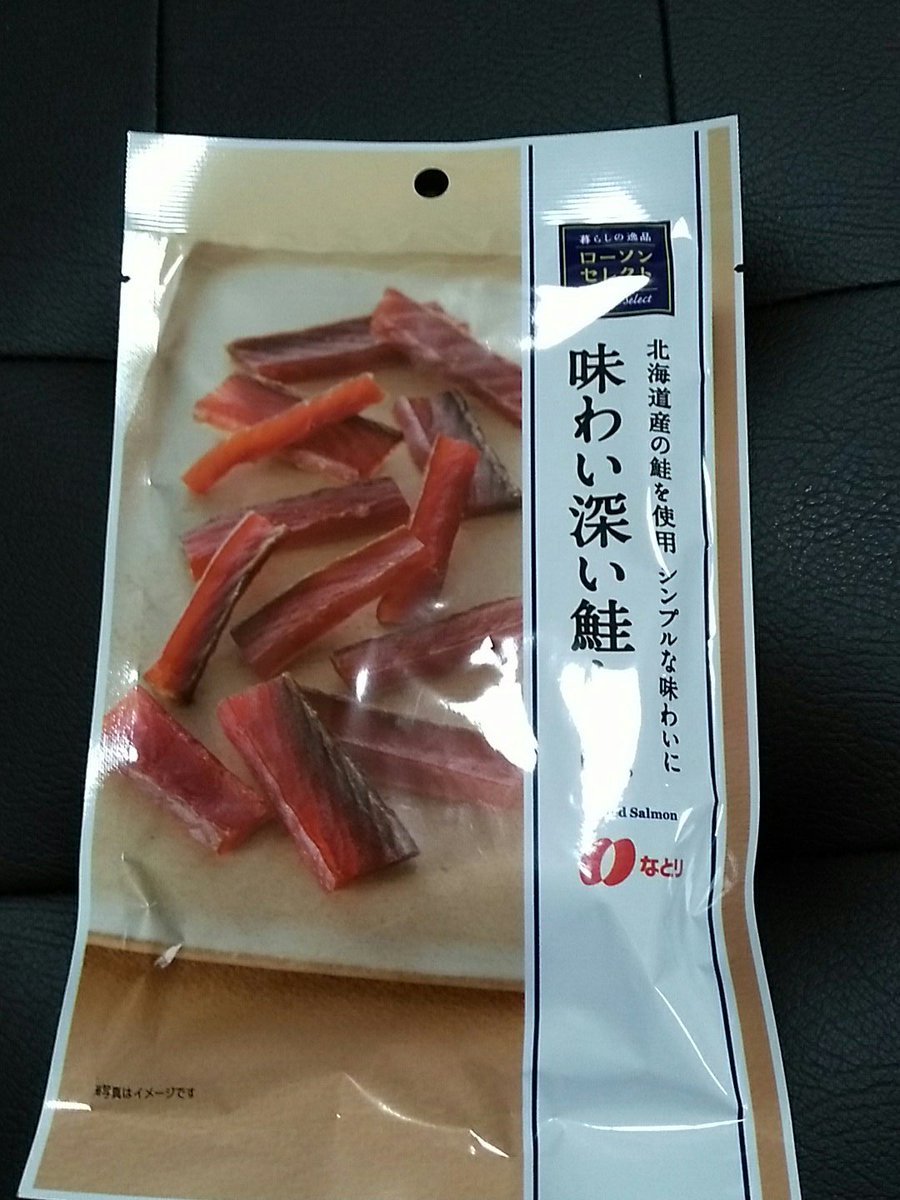 暮らしの逸品
ローソン
セレクト
Select
北海道産の鮭を使用 シンプルな味わいに
味わい深い鮭
Salmon
なとり
※写真はイメージです